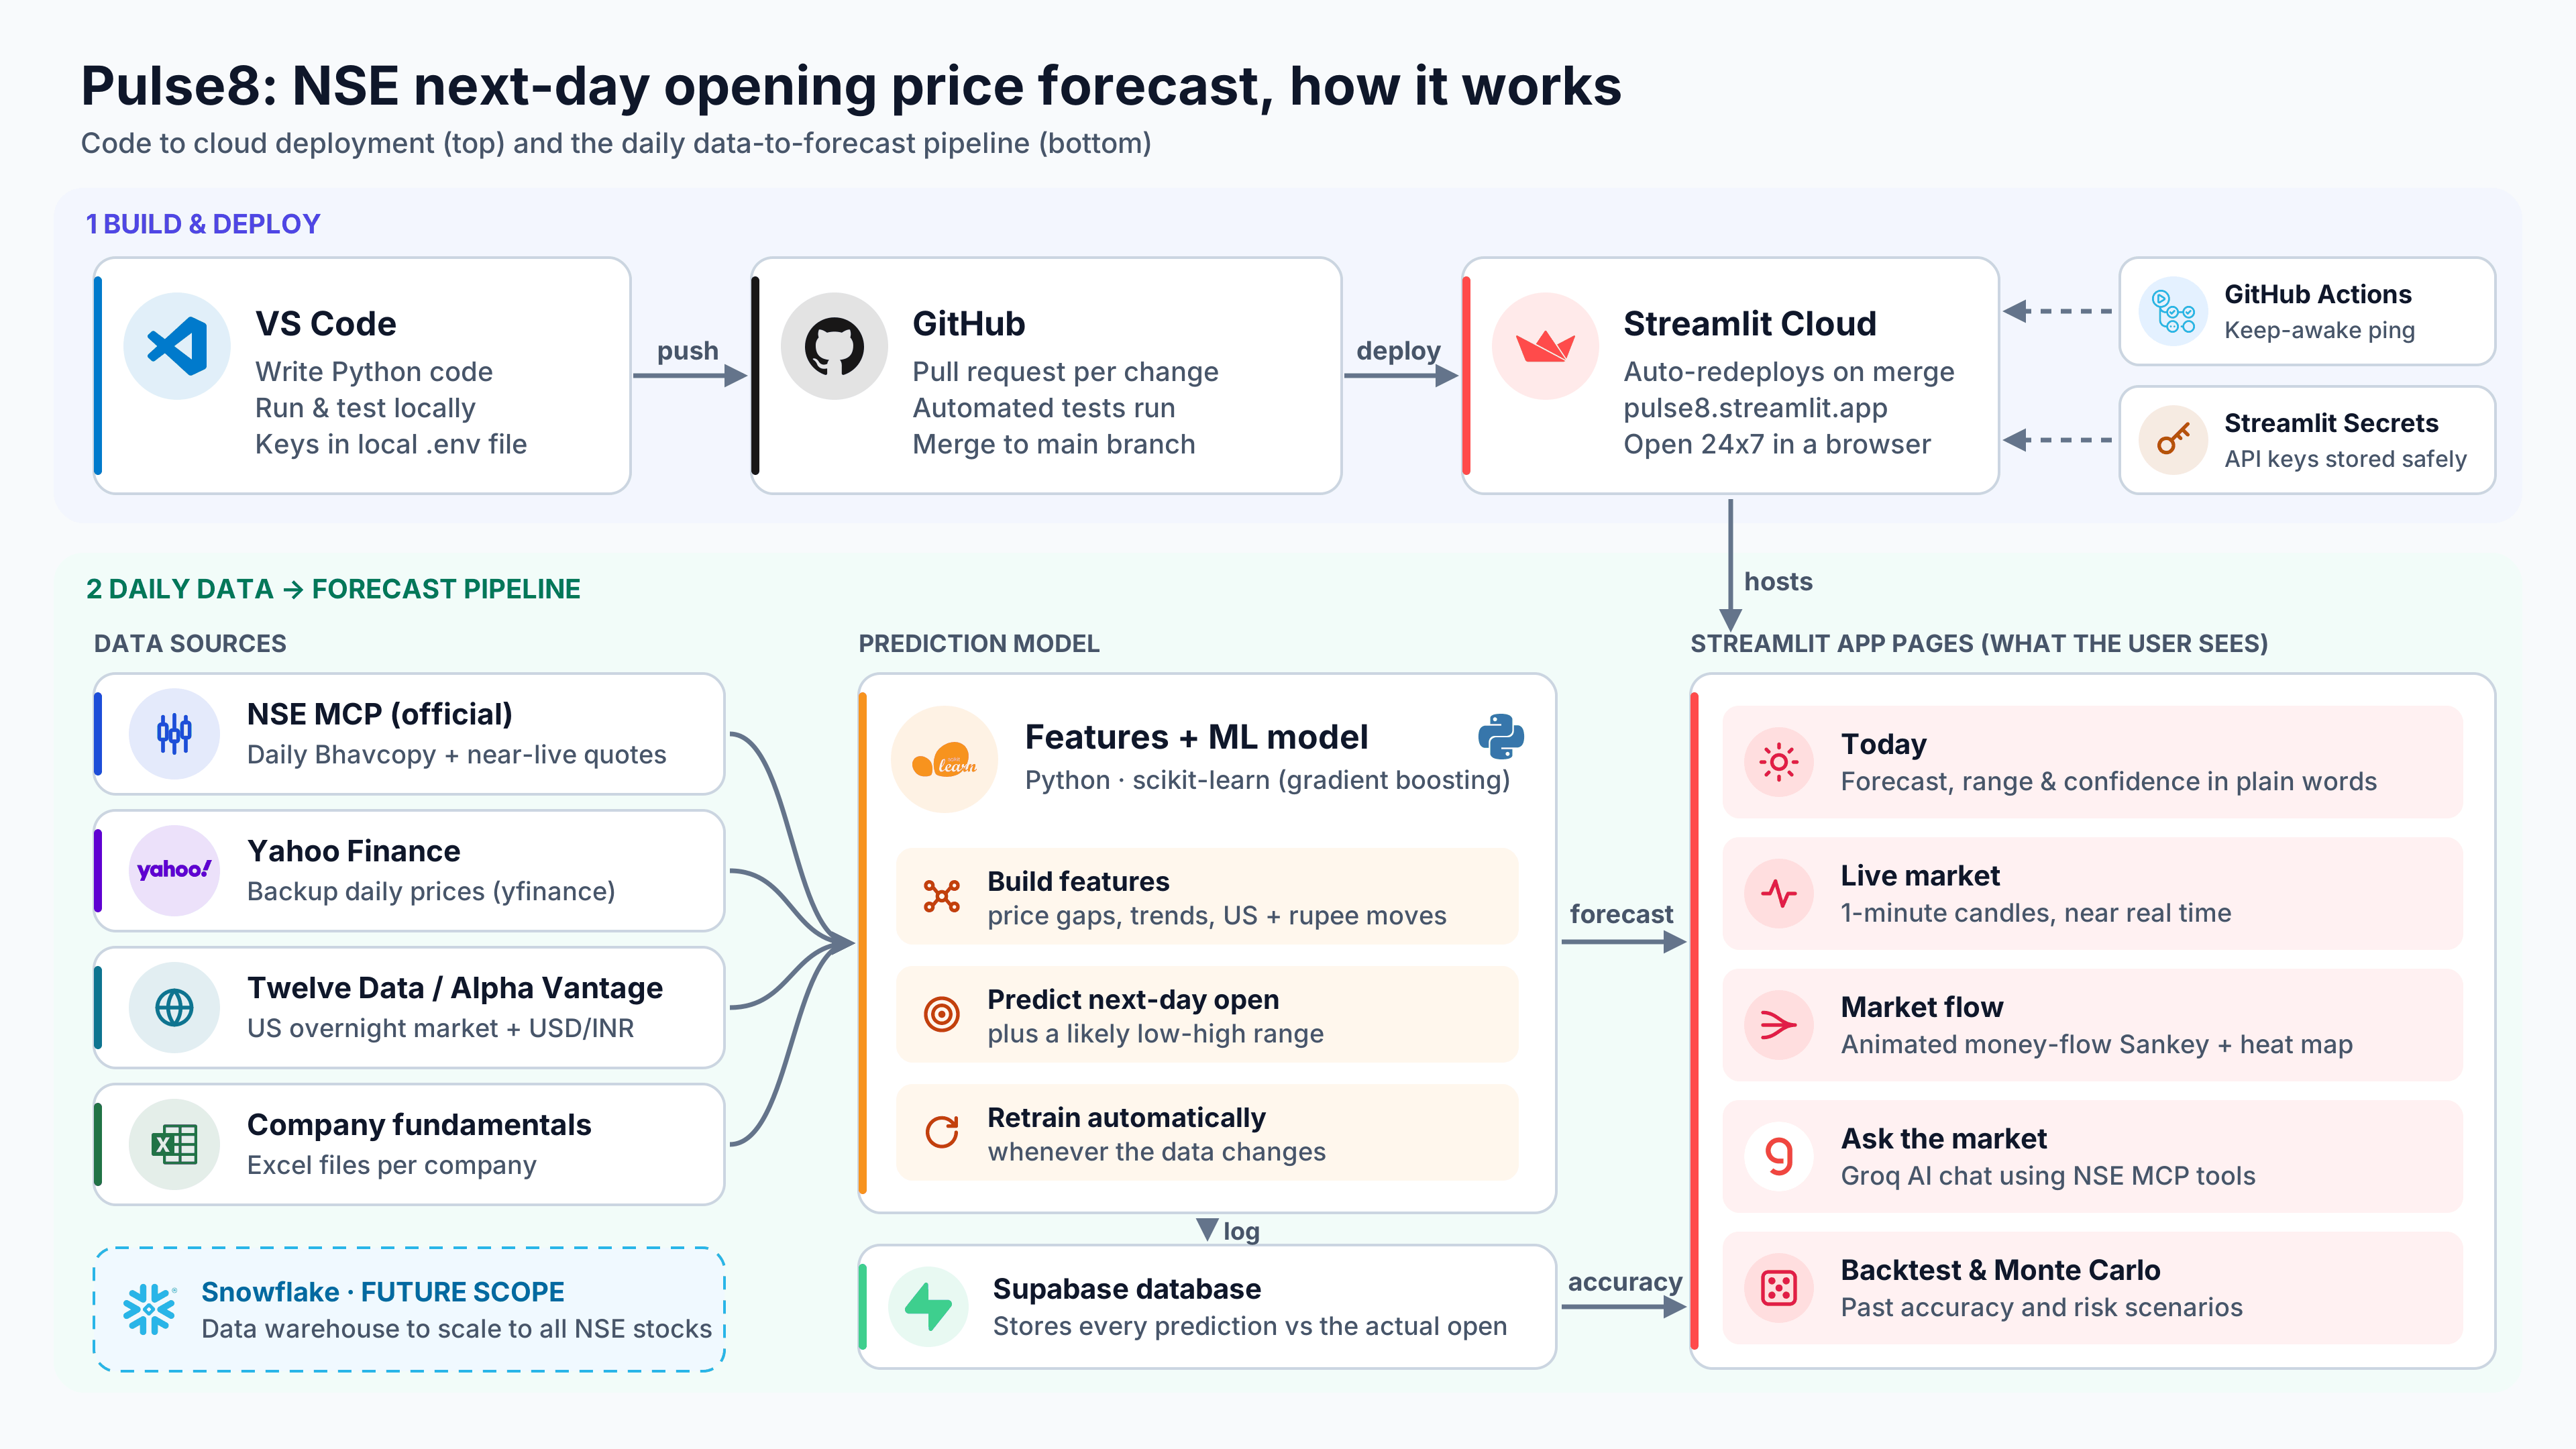 Pulse8: NSE next-day opening price forecast, how it works
Code to cloud deployment (top) and the daily data-to-forecast pipeline (bottom)
1 BUILD & DEPLOY
VS Code
Write Python code
Run & test locally
Keys in local .env file
push
GitHub
Pull request per change
Automated tests run
Merge to main branch
deploy
Streamlit Cloud
Auto-redeploys on merge
pulse8.streamlit.app
Open 24x7 in a browser
GitHub Actions
Keep-awake ping
Streamlit Secrets
API keys stored safely
hosts
2 DAILY DATA → FORECAST PIPELINE
DATA SOURCES
NSE MCP (official)
Daily Bhavcopy + near-live quotes
yahoo!
Yahoo Finance
Backup daily prices (yfinance)
Twelve Data / Alpha Vantage
US overnight market + USD/INR
X
Company fundamentals
Excel files per company
Snowflake · FUTURE SCOPE
Data warehouse to scale to all NSE stocks
PREDICTION MODEL
learn
Features + ML model
Python · scikit-learn (gradient boosting)
Build features
price gaps, trends, US + rupee moves
Predict next-day open
plus a likely low-high range
Retrain automatically
whenever the data changes
log
Supabase database
Stores every prediction vs the actual open
forecast
accuracy
STREAMLIT APP PAGES (WHAT THE USER SEES)
Today
Forecast, range & confidence in plain words
Live market
1-minute candles, near real time
Market flow
Animated money-flow Sankey + heat map
Ask the market
Groq AI chat using NSE MCP tools
Backtest & Monte Carlo
Past accuracy and risk scenarios